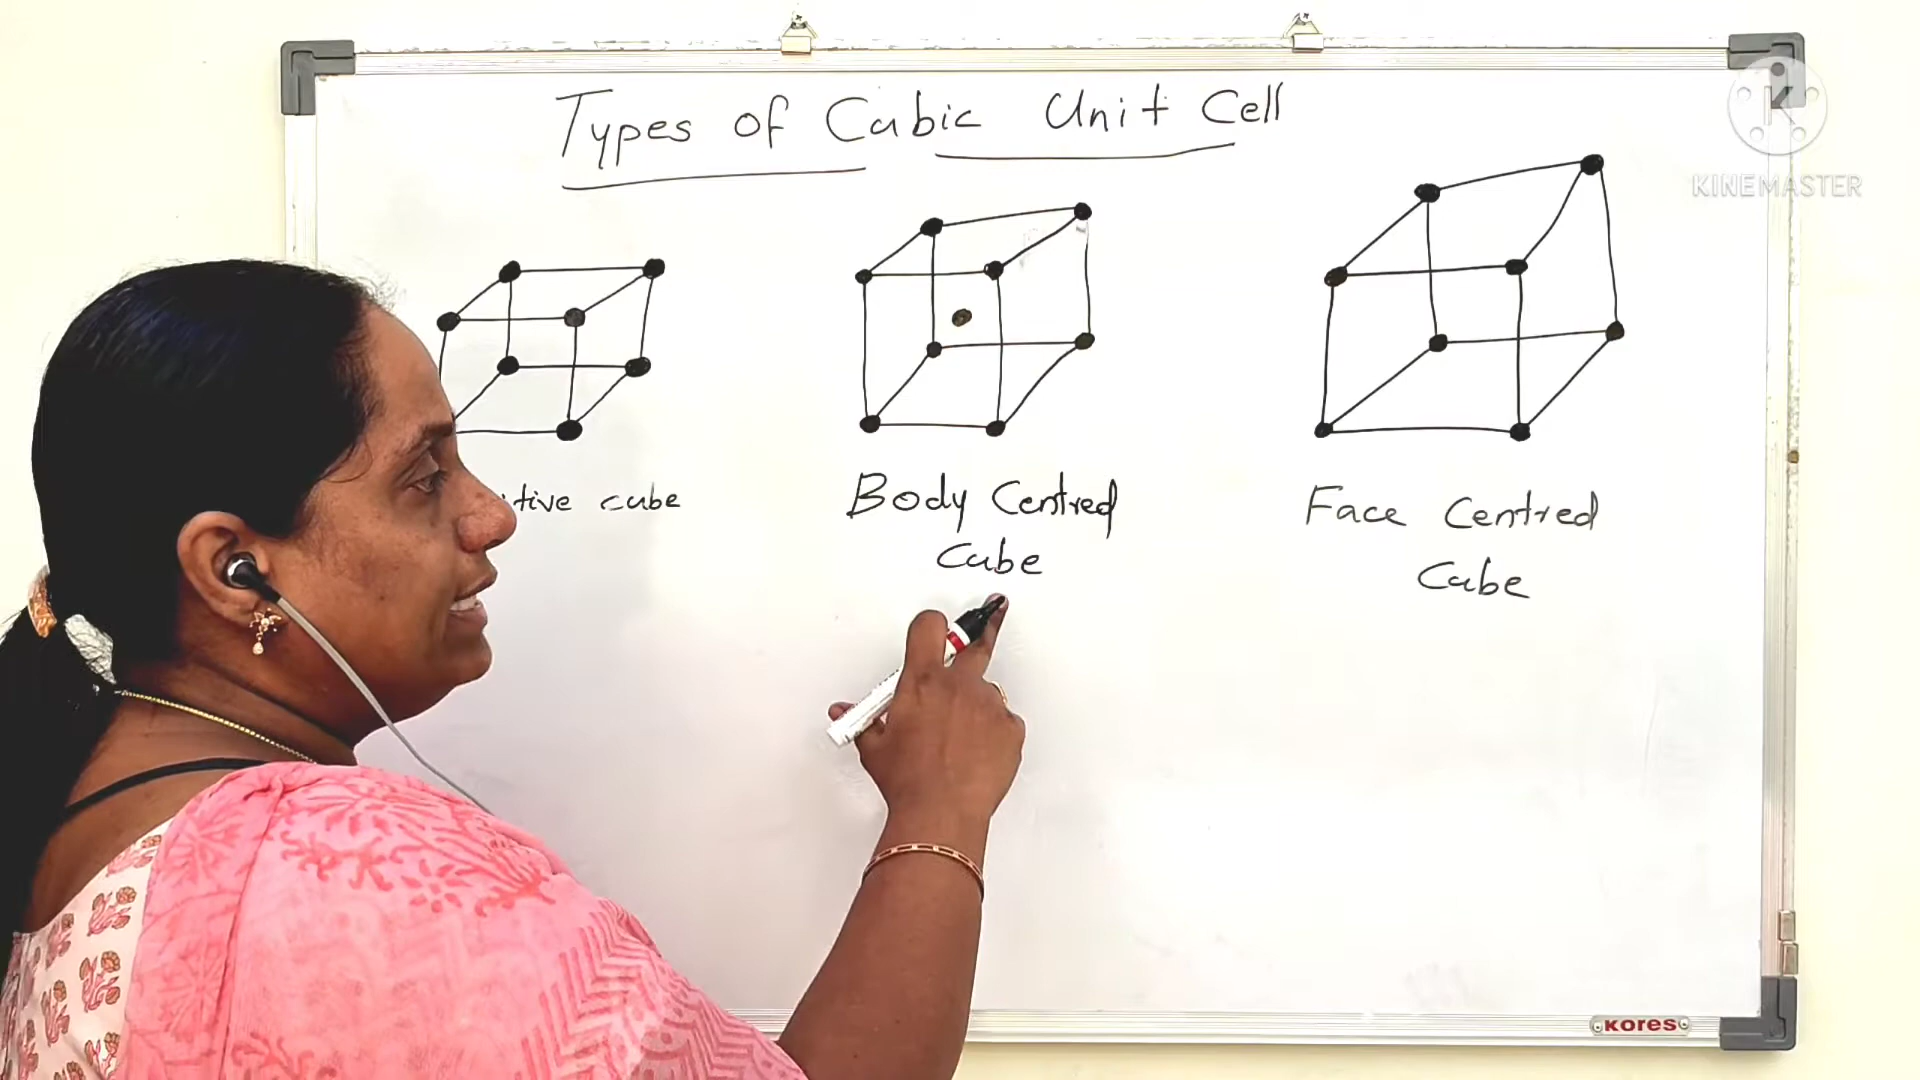 Types of Cubic Unit Cell
K
KINEMASTER
tive cube
Body Centred
Cube
Face Centred
Cube
KORES